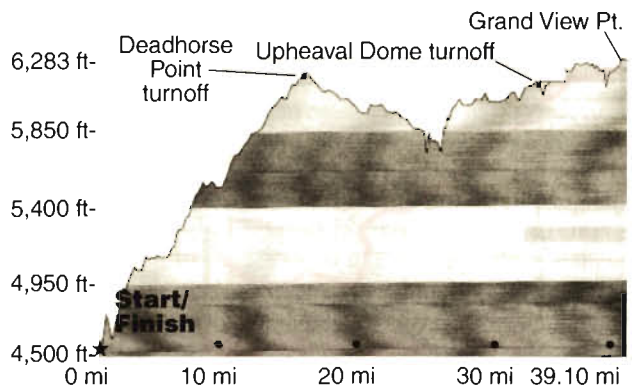 Grand View Pt.
Deadhorse
Point
turnoff
Upheaval Dome turnoff
6,283 ft-
5,850 ft-
5,400 ft-
4,950 ft-
Start/
Finish
4,500 ft-
0 mi 10 mi 20 mi 30 mi 39.10 mi